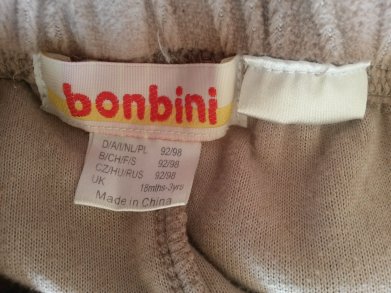 bonbini
D/A/I/NL/PL 92/98
B/CH/F/S 92/98
CZ/HU/RUS 92/98
UK 18mths-3yrs
Made in China